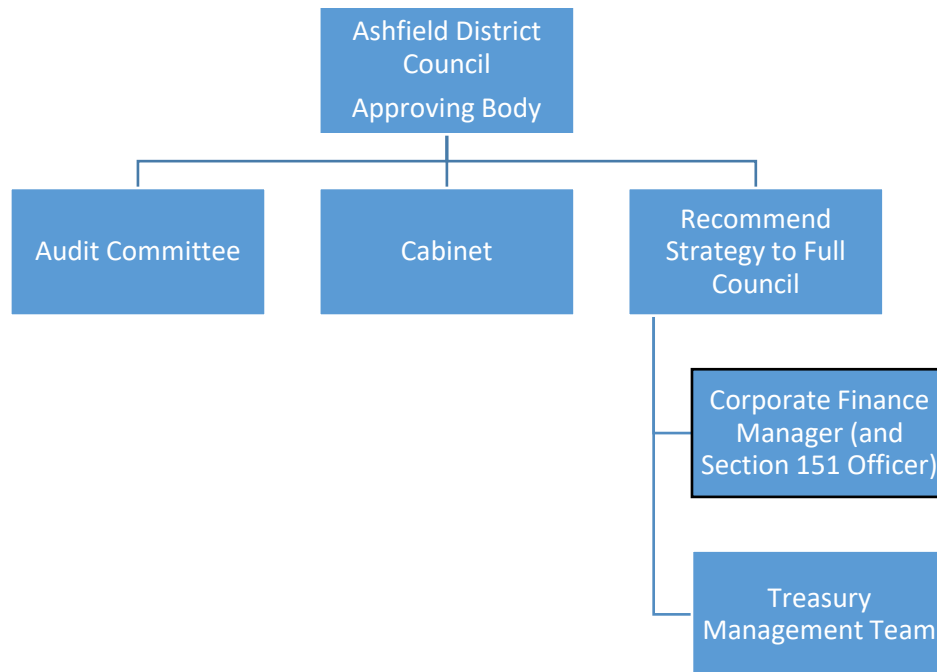 Ashfield District
Council
Approving Body
Audit Committee
Cabinet
Recommend
Strategy to Full
Council
Corporate Finance
Manager (and
Section 151 Officer)
Treasury
Management Team